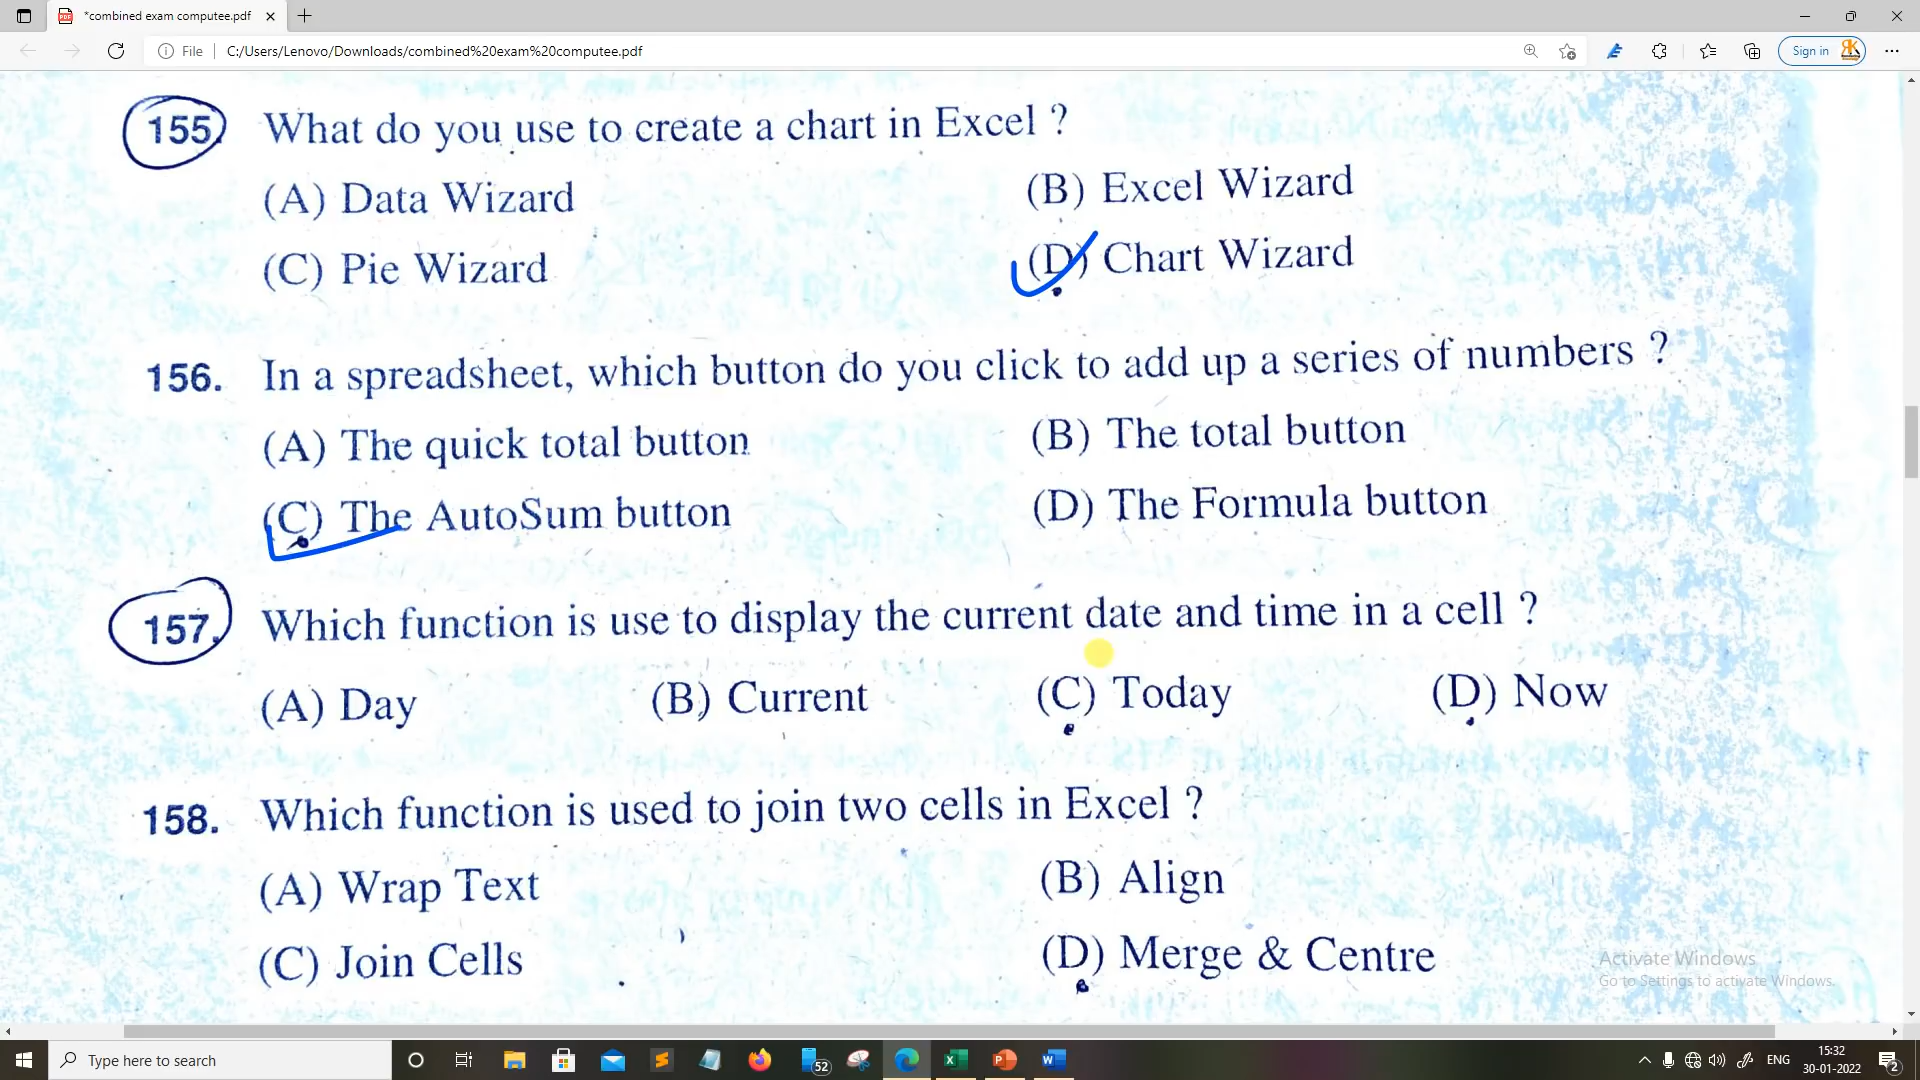 *combined exam computee.pdf
File C:/Users/Lenovo/Downloads/combined%20exam%20computee.pdf Sign in
155. What do you use to create a chart in Excel ?
(A) Data Wizard (B) Excel Wizard
(C) Pie Wizard (D) Chart Wizard
156. In a spreadsheet, which button do you click to add up a series of numbers ?
(A) The quick total button (B) The total button
(C) The AutoSum button (D) The Formula button
157. Which function is use to display the current date and time in a cell ?
(A) Day (B) Current (C) Today (D) Now
158. Which function is used to join two cells in Excel ?
(A) Wrap Text (B) Align
(C) Join Cells (D) Merge & Centre
Activate Windows
Go to Settings to activate Windows.
Type here to search 52 ENG 15:32
30-01-2022 2